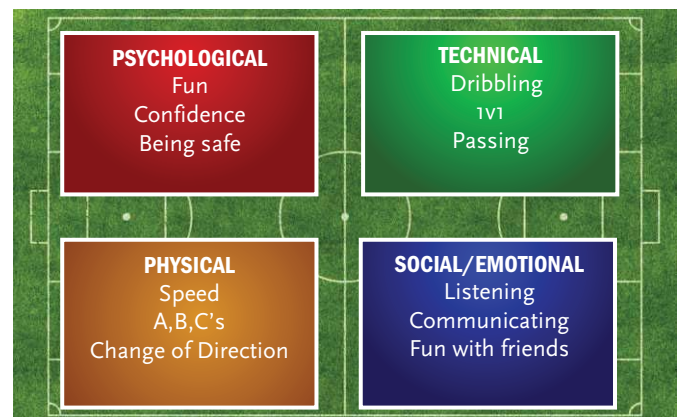 PSYCHOLOGICAL
Fun
Confidence
Being safe
TECHNICAL
Dribbling
1v1
Passing
PHYSICAL
Speed
A,B,C's
Change of Direction
SOCIAL/EMOTIONAL
Listening
Communicating
Fun with friends